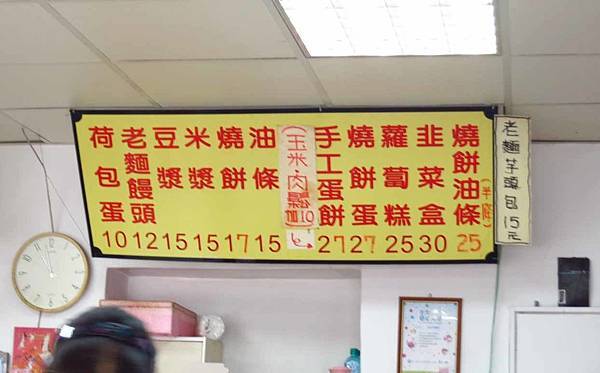 燒餅油條(半條) 25
韭菜盒 30
蘿蔔糕 25
燒餅蛋 27
手工蛋餅 27
(玉米.肉鬆加10
油條 15
燒餅 17
米漿 15
豆漿 15
老麵饅頭 12
荷包蛋 10
老麵芋頭包15元